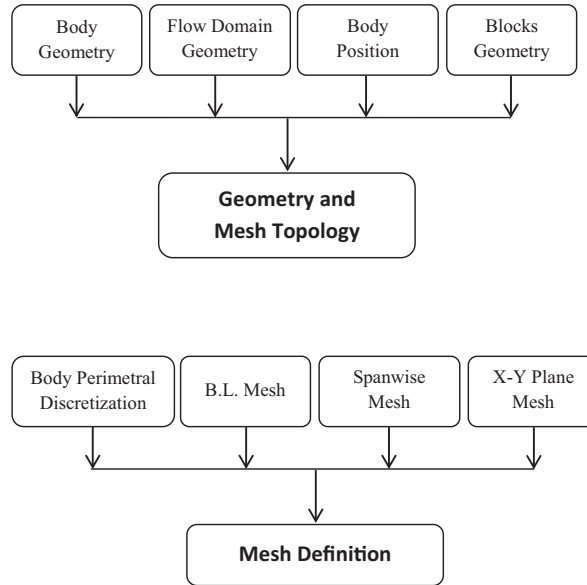 Body
Geometry
Flow Domain
Geometry
Body
Position
Blocks
Geometry
Geometry and
Mesh Topology
Body Perimetral
Discretization
B.L. Mesh
Spanwise
Mesh
X-Y Plane
Mesh
Mesh Definition